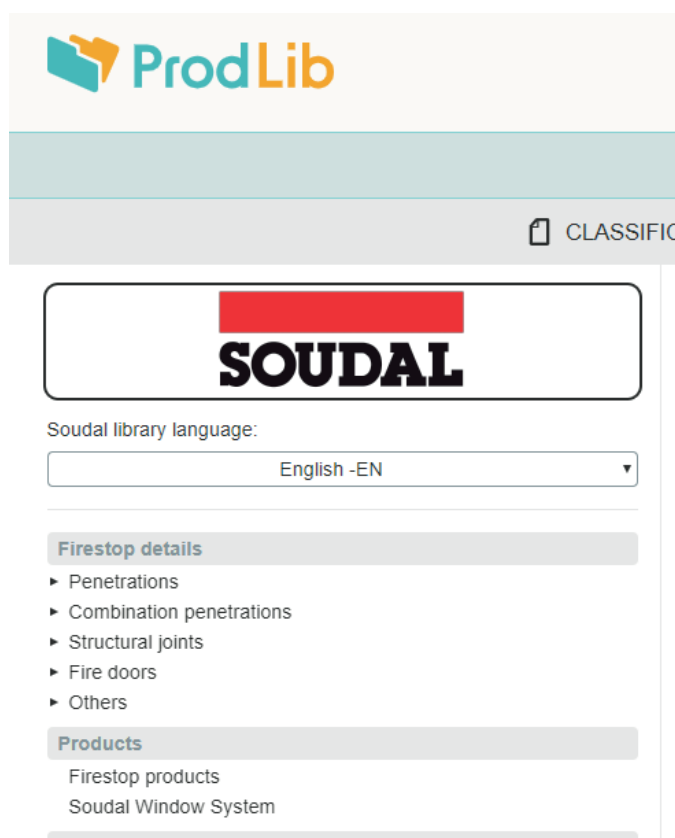 ProdLib
CLASSIFIC
SOUDAL
Soudal library language:
English -EN
Firestop details
Penetrations
Combination penetrations
Structural joints
Fire doors
Others
Products
Firestop products
Soudal Window System